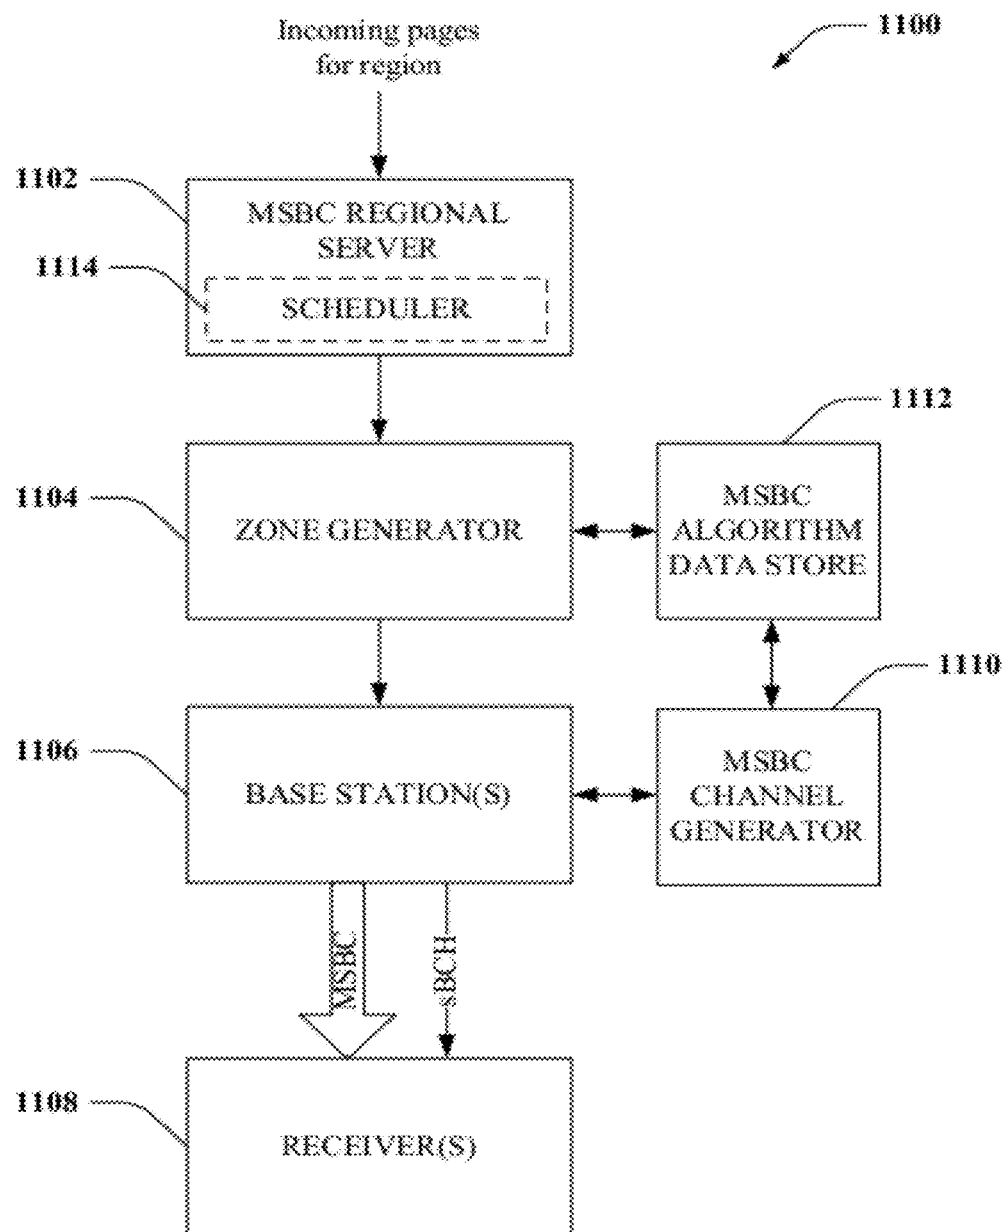 Incoming pages
for region
1100
1102
MSBC REGIONAL
SERVER
1114
SCHEDULER
1112
1104
ZONE GENERATOR
MSBC
ALGORITHM
DATA STORE
1110
1106
BASE STATION(S)
MSBC
CHANNEL
GENERATOR
MSBC
sBCH
1108
RECEIVER(S)